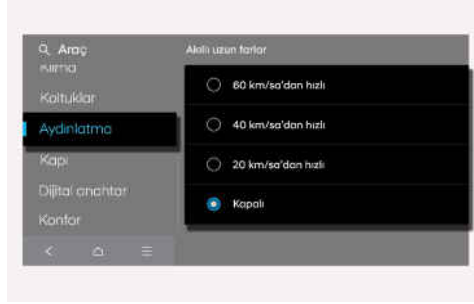 Araç
Klima
Koltuklar
Aydınlatma
Kapı
Dijital anahtar
Konfor
Akıllı uzun farlar
60 km/sa'dan hızlı
40 km/sa'dan hızlı
20 km/sa'dan hızlı
Kapalı